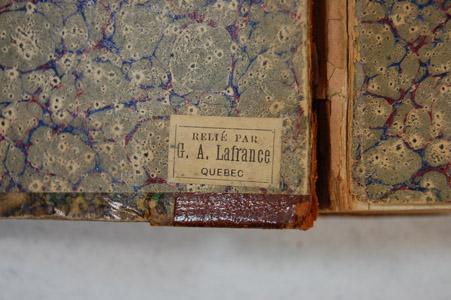 RELIÉ PAR
G. A. Lafrance
QUEBEC